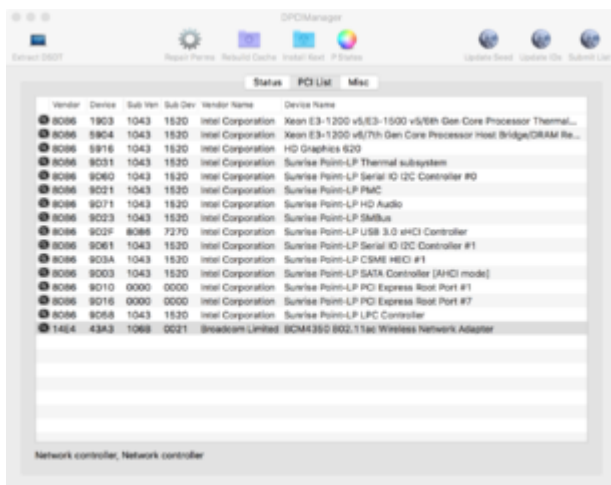 DPCIManager
Extract DSDT Repair Perms Rebuild Cache Install Kext P States Update Seed Update IDs Submit List
Status PCI List Misc
Vendor Device Sub Ven Sub Dev Vendor Name Device Name
8086 1903 1043 1520 Intel Corporation Xeon E3-1200 v5/E3-1500 v5/6th Gen Core Processor Thermal...
8086 5904 1043 1520 Intel Corporation Xeon E3-1200 v6/7th Gen Core Processor Host Bridge/DRAM Re...
8086 5916 1043 1520 Intel Corporation HD Graphics 620
8086 9D31 1043 1520 Intel Corporation Sunrise Point-LP Thermal subsystem
8086 9D60 1043 1520 Intel Corporation Sunrise Point-LP Serial IO I2C Controller #0
8086 9D21 1043 1520 Intel Corporation Sunrise Point-LP PMC
8086 9D71 1043 1520 Intel Corporation Sunrise Point-LP HD Audio
8086 9D23 1043 1520 Intel Corporation Sunrise Point-LP SMBus
8086 9D2F 8086 7270 Intel Corporation Sunrise Point-LP USB 3.0 xHCI Controller
8086 9D61 1043 1520 Intel Corporation Sunrise Point-LP Serial IO I2C Controller #1
8086 9D3A 1043 1520 Intel Corporation Sunrise Point-LP CSME HECI #1
8086 9D03 1043 1520 Intel Corporation Sunrise Point-LP SATA Controller [AHCI mode]
8086 9D10 0000 0000 Intel Corporation Sunrise Point-LP PCI Express Root Port #1
8086 9D16 0000 0000 Intel Corporation Sunrise Point-LP PCI Express Root Port #7
8086 9D58 1043 1520 Intel Corporation Sunrise Point-LP LPC Controller
14E4 43A3 106B 0021 Broadcom Limited BCM4350 802.11ac Wireless Network Adapter
Network controller, Network controller